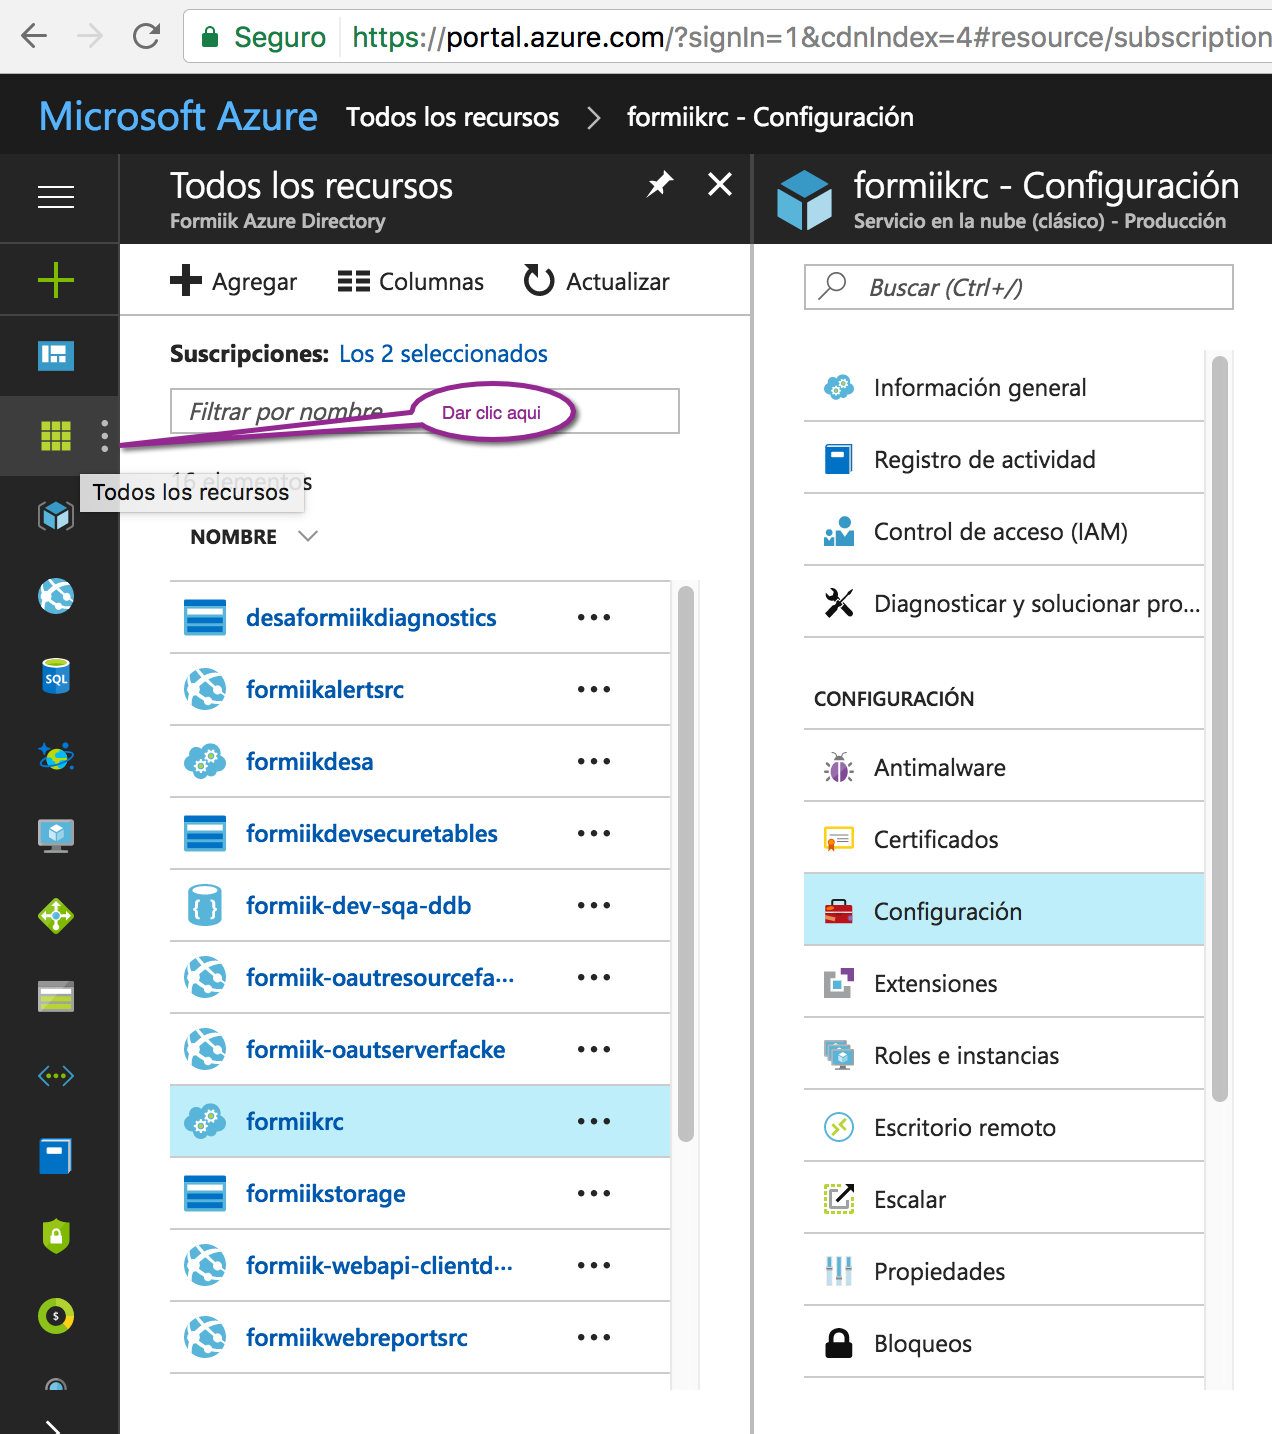 Seguro https://portal.azure.com/?signIn=1&cdnIndex=4#resource/subscription
Microsoft Azure Todos los recursos > formiikrc - Configuración
Todos los recursos
Formiik Azure Directory
Agregar Columnas Actualizar
Suscripciones: Los 2 seleccionados
Filtrar por nombre
Dar clic aqui
16 elementos
Todos los recursos
NOMBRE
desaformiikdiagnostics
formiikalertsrc
formiikdesa
formiikdevsecuretables
formiik-dev-sqa-ddb
formiik-oautresourcefa...
formiik-oautserverfacke
formiikrc
formiikstorage
formiik-webapi-clientd...
formiikwebreportsrc
SQL
formiikrc - Configuración
Servicio en la nube (clásico) - Producción
Buscar (Ctrl+/)
Información general
Registro de actividad
Control de acceso (IAM)
Diagnosticar y solucionar pro...
CONFIGURACIÓN
Antimalware
Certificados
Configuración
Extensiones
Roles e instancias
Escritorio remoto
Escalar
Propiedades
Bloqueos